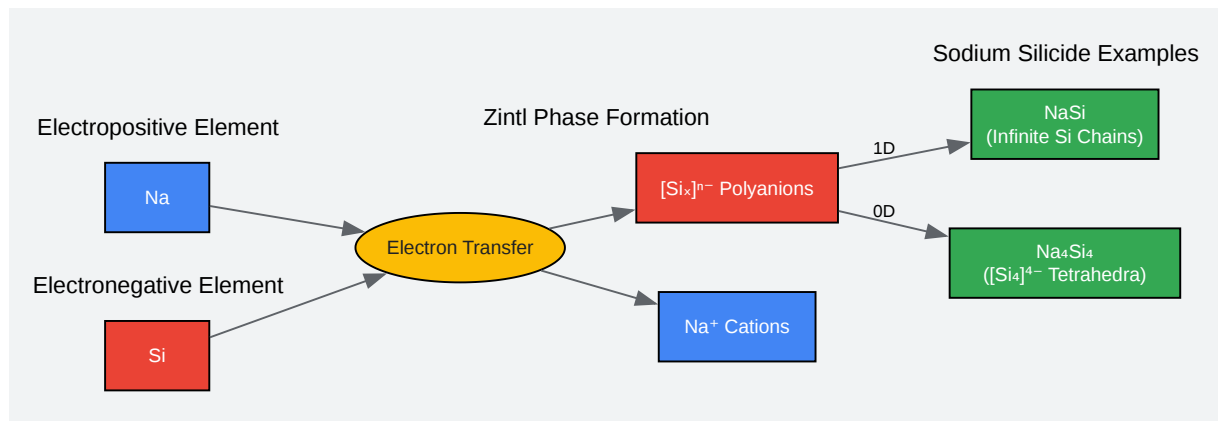 Sodium Silicide Examples
Electropositive Element
Zintl Phase Formation
NaSi
(Infinite Si Chains)
1D
Na
[Siₓ]ⁿ⁻ Polyanions
0D
Electron Transfer
Na₄Si₄
([Si₄]⁴⁻ Tetrahedra)
Electronegative Element
Si
Na⁺ Cations